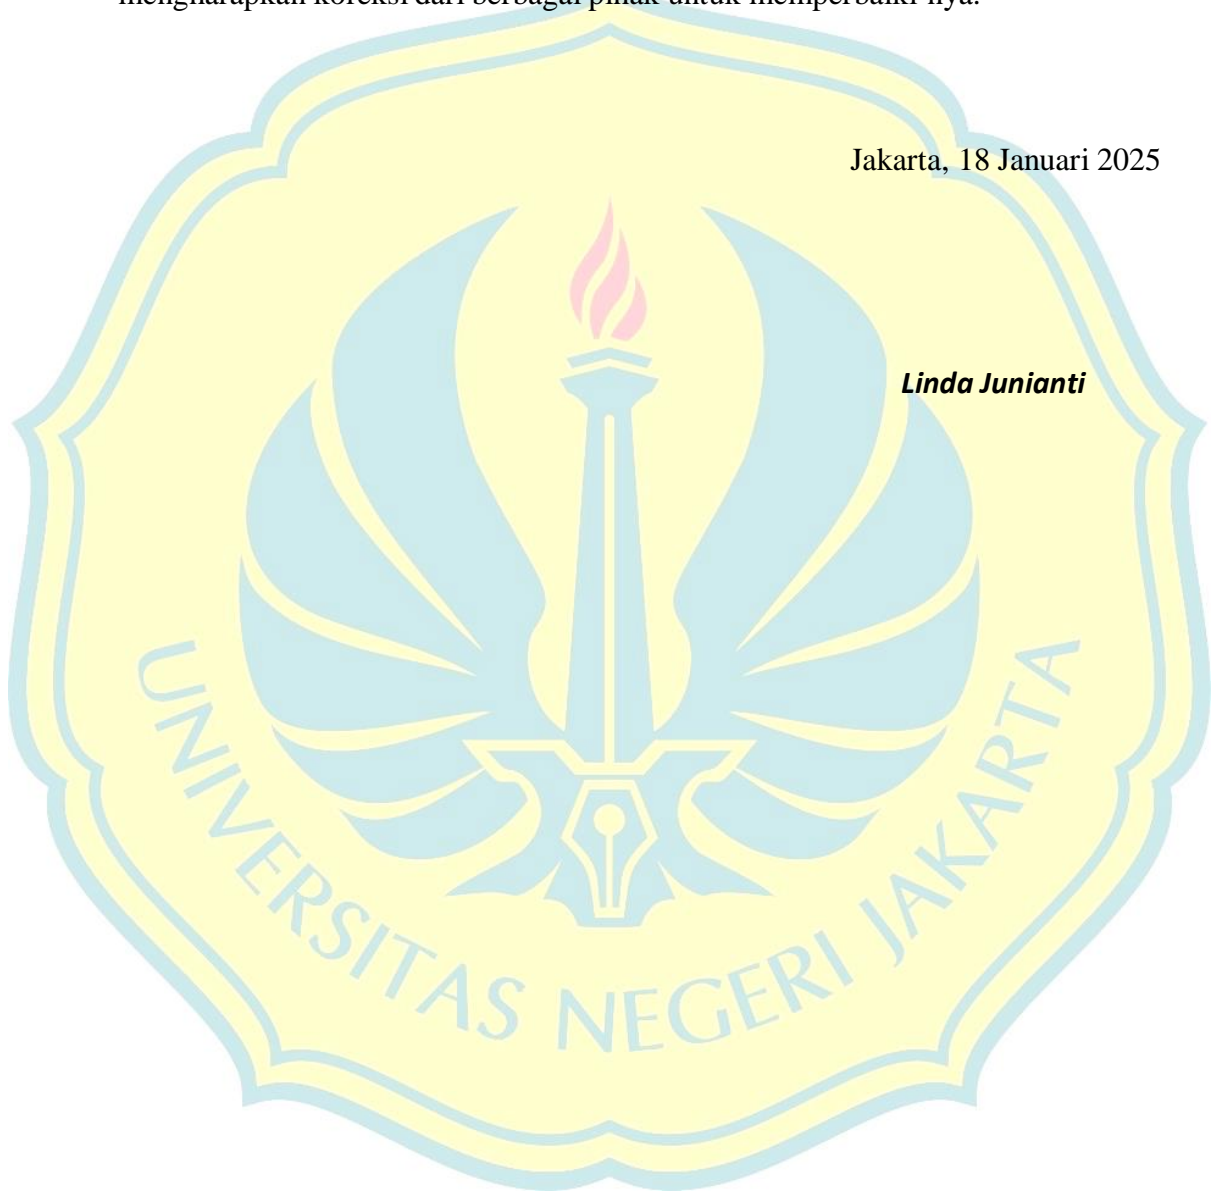 mengharapkan koreksi dari berbagai pihak untuk memperbaiki-nya.
Jakarta, 18 Januari 2025
Linda Junianti
UNIVERSITAS NEGERI JAKARTA